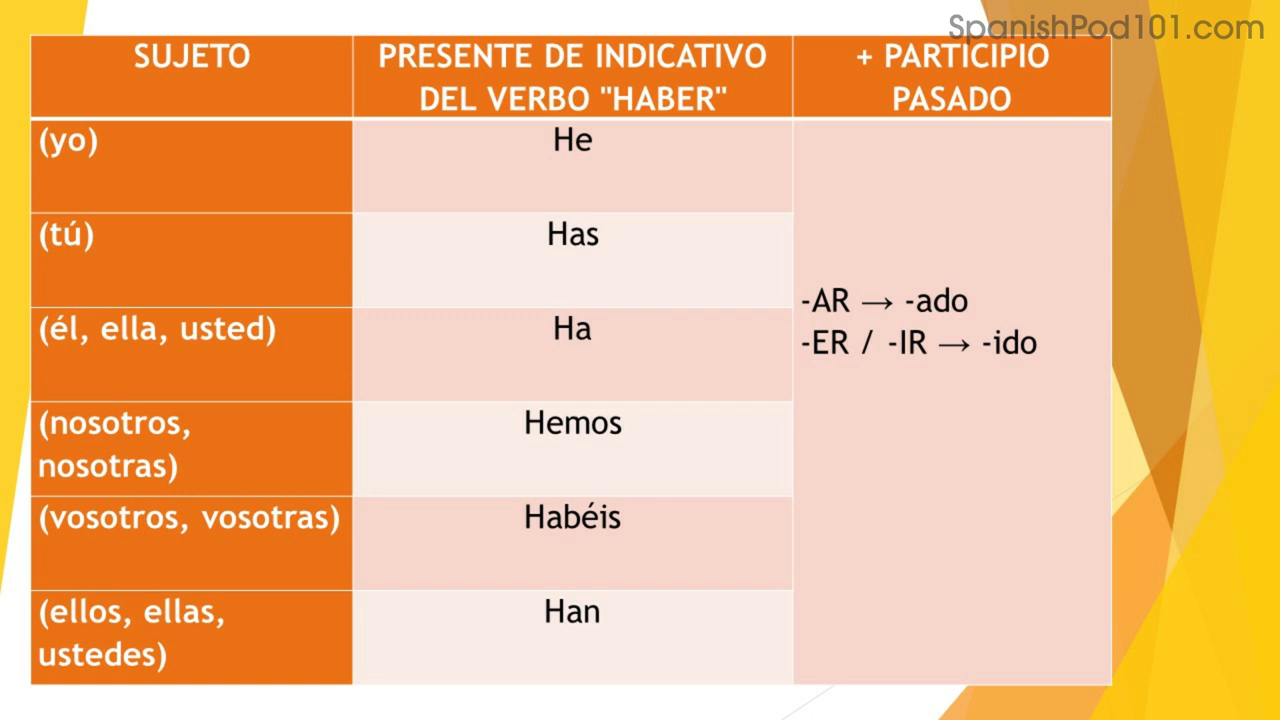 SpanishPod101.com
SUJETO
PRESENTE DE INDICATIVO
DEL VERBO "HABER"
+ PARTICIPIO
PASADO
(yo)
He
(tú)
Has
(él, ella, usted)
Ha
(nosotros,
nosotras)
Hemos
(vosotros, vosotras)
Habéis
(ellos, ellas,
ustedes)
Han
-AR → -ado
-ER / -IR → -ido